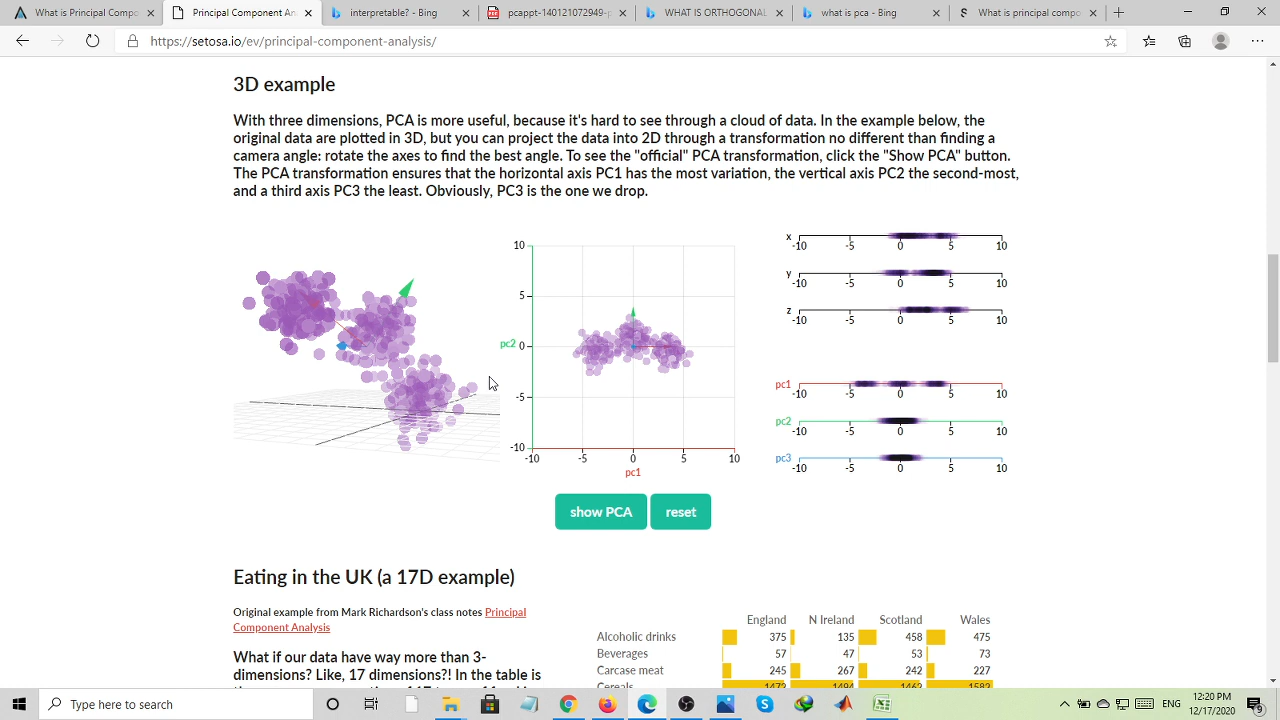 What is Principal Compo
Principal Component An
interpretable? - Bing
pcappt-140121072949-p
WHAT IS ORTHOGONAL
what is pca - Bing
What is principal compo
https://setosa.io/ev/principal-component-analysis/
3D example
With three dimensions, PCA is more useful, because it's hard to see through a cloud of data. In the example below, the
original data are plotted in 3D, but you can project the data into 2D through a transformation no different than finding a
camera angle: rotate the axes to find the best angle. To see the "official" PCA transformation, click the "Show PCA" button.
The PCA transformation ensures that the horizontal axis PC1 has the most variation, the vertical axis PC2 the second-most,
and a third axis PC3 the least. Obviously, PC3 is the one we drop.
10
5
pc2 0
-5
-10
-10 -5 0 5 10
pc1
x
-10 -5 0 5 10
y
-10 -5 0 5 10
z
-10 -5 0 5 10
pc1
-10 -5 0 5 10
pc2
-10 -5 0 5 10
pc3
-10 -5 0 5 10
show PCA reset
Eating in the UK (a 17D example)
Original example from Mark Richardson's class notes Principal
Component Analysis
What if our data have way more than 3-
dimensions? Like, 17 dimensions?! In the table is
England N Ireland Scotland Wales
Alcoholic drinks 375 135 458 475
Beverages 57 47 53 73
Carcase meat 245 267 242 227
Cereals 1472 1494 1462 1582
Type here to search
ENG
12:20 PM
12/17/2020
9